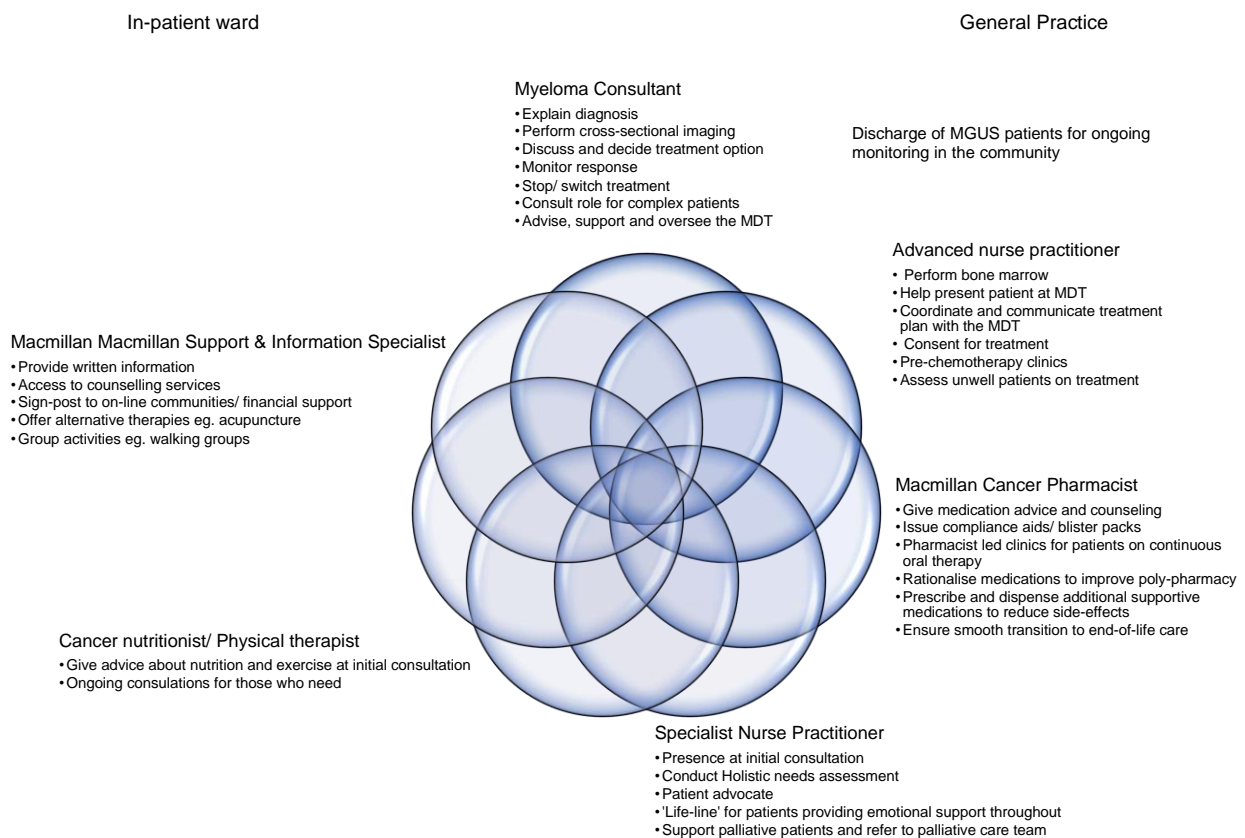 In-patient ward
General Practice
Myeloma Consultant
•Explain diagnosis
•Perform cross-sectional imaging
•Discuss and decide treatment option
•Monitor response
•Stop/ switch treatment
•Consult role for complex patients
•Advise, support and oversee the MDT
Discharge of MGUS patients for ongoing
monitoring in the community
Advanced nurse practitioner
• Perform bone marrow
•Help present patient at MDT
•Coordinate and communicate treatment
plan with the MDT
• Consent for treatment
•Pre-chemotherapy clinics
•Assess unwell patients on treatment
Macmillan Macmillan Support & Information Specialist
•Provide written information
•Access to counselling services
•Sign-post to on-line communities/ financial support
•Offer alternative therapies eg. acupuncture
•Group activities eg. walking groups
Macmillan Cancer Pharmacist
•Give medication advice and counseling
•Issue compliance aids/ blister packs
•Pharmacist led clinics for patients on continuous
oral therapy
•Rationalise medications to improve poly-pharmacy
•Prescribe and dispense additional supportive
medications to reduce side-effects
•Ensure smooth transition to end-of-life care
Cancer nutritionist/ Physical therapist
•Give advice about nutrition and exercise at initial consultation
•Ongoing consulations for those who need
Specialist Nurse Practitioner
•Presence at initial consultation
•Conduct Holistic needs assessment
•Patient advocate
•'Life-line' for patients providing emotional support throughout
•Support palliative patients and refer to palliative care team